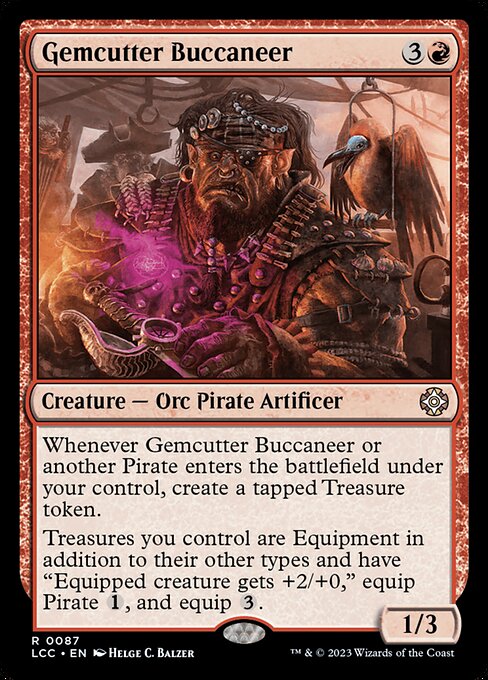 Gemcutter Buccaneer 3
Creature — Orc Pirate Artificer
Whenever Gemcutter Buccaneer or
another Pirate enters the battlefield under
your control, create a tapped Treasure
token.
Treasures you control are Equipment in
addition to their other types and have
“Equipped creature gets +2/+0,” equip
Pirate 1, and equip 3.
1/3
R 0087
LCC • EN Helge C. Balzer
™ & © 2023 Wizards of the Coast